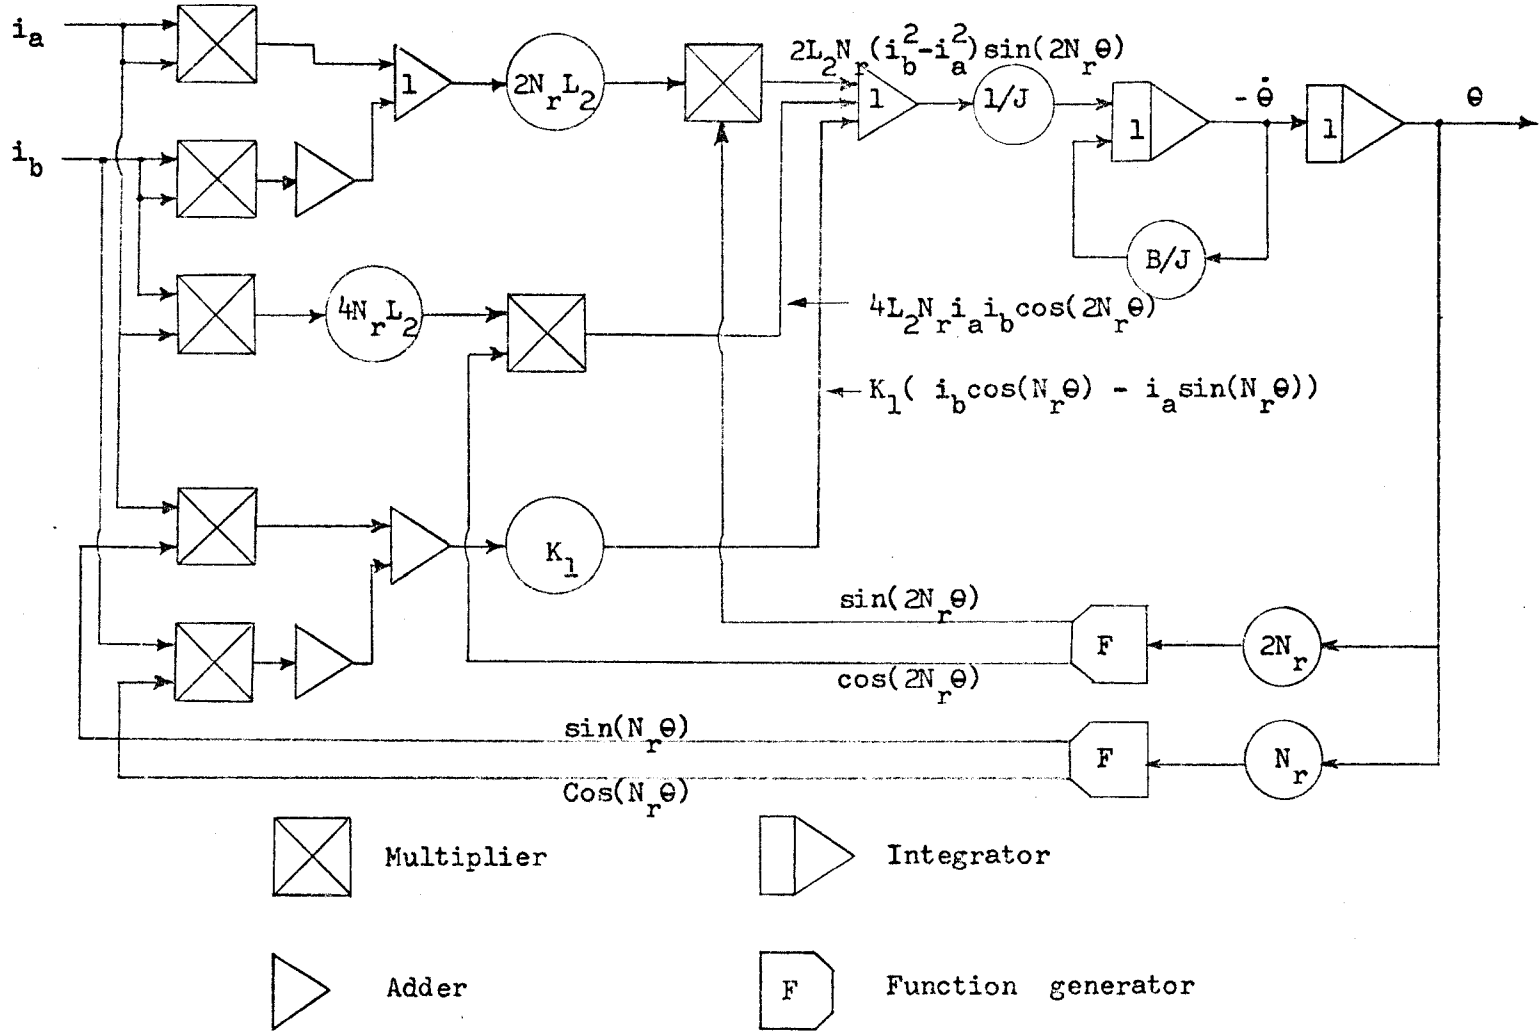 i_a
i_b
1
2N_rL_2
2L_2N_r(i_b^2-i_a^2)sin(2N_rθ)
1
1/J
1
-θ̇
1
θ
B/J
4N_rL_2
4L_2N_ri_ai_bcos(2N_rθ)
K_1( i_bcos(N_rθ) - i_asin(N_rθ))
K_1
sin(2N_rθ)
F
2N_r
cos(2N_rθ)
sin(N_rθ)
F
N_r
Cos(N_rθ)
Multiplier
Integrator
Adder
F
Function generator